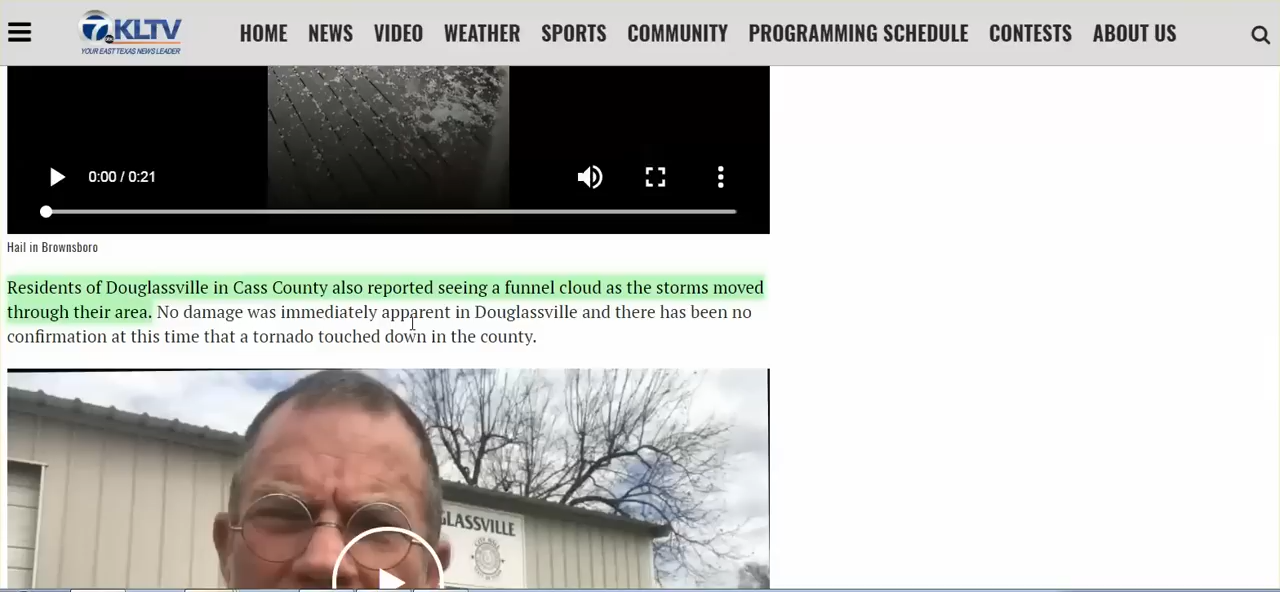 7 KLTV
YOUR EAST TEXAS NEWS LEADER
HOME NEWS VIDEO WEATHER SPORTS COMMUNITY PROGRAMMING SCHEDULE CONTESTS ABOUT US
0:00 / 0:21
Hail in Brownsboro
Residents of Douglassville in Cass County also reported seeing a funnel cloud as the storms moved
through their area. No damage was immediately apparent in Douglassville and there has been no
confirmation at this time that a tornado touched down in the county.
GLASSVILLE